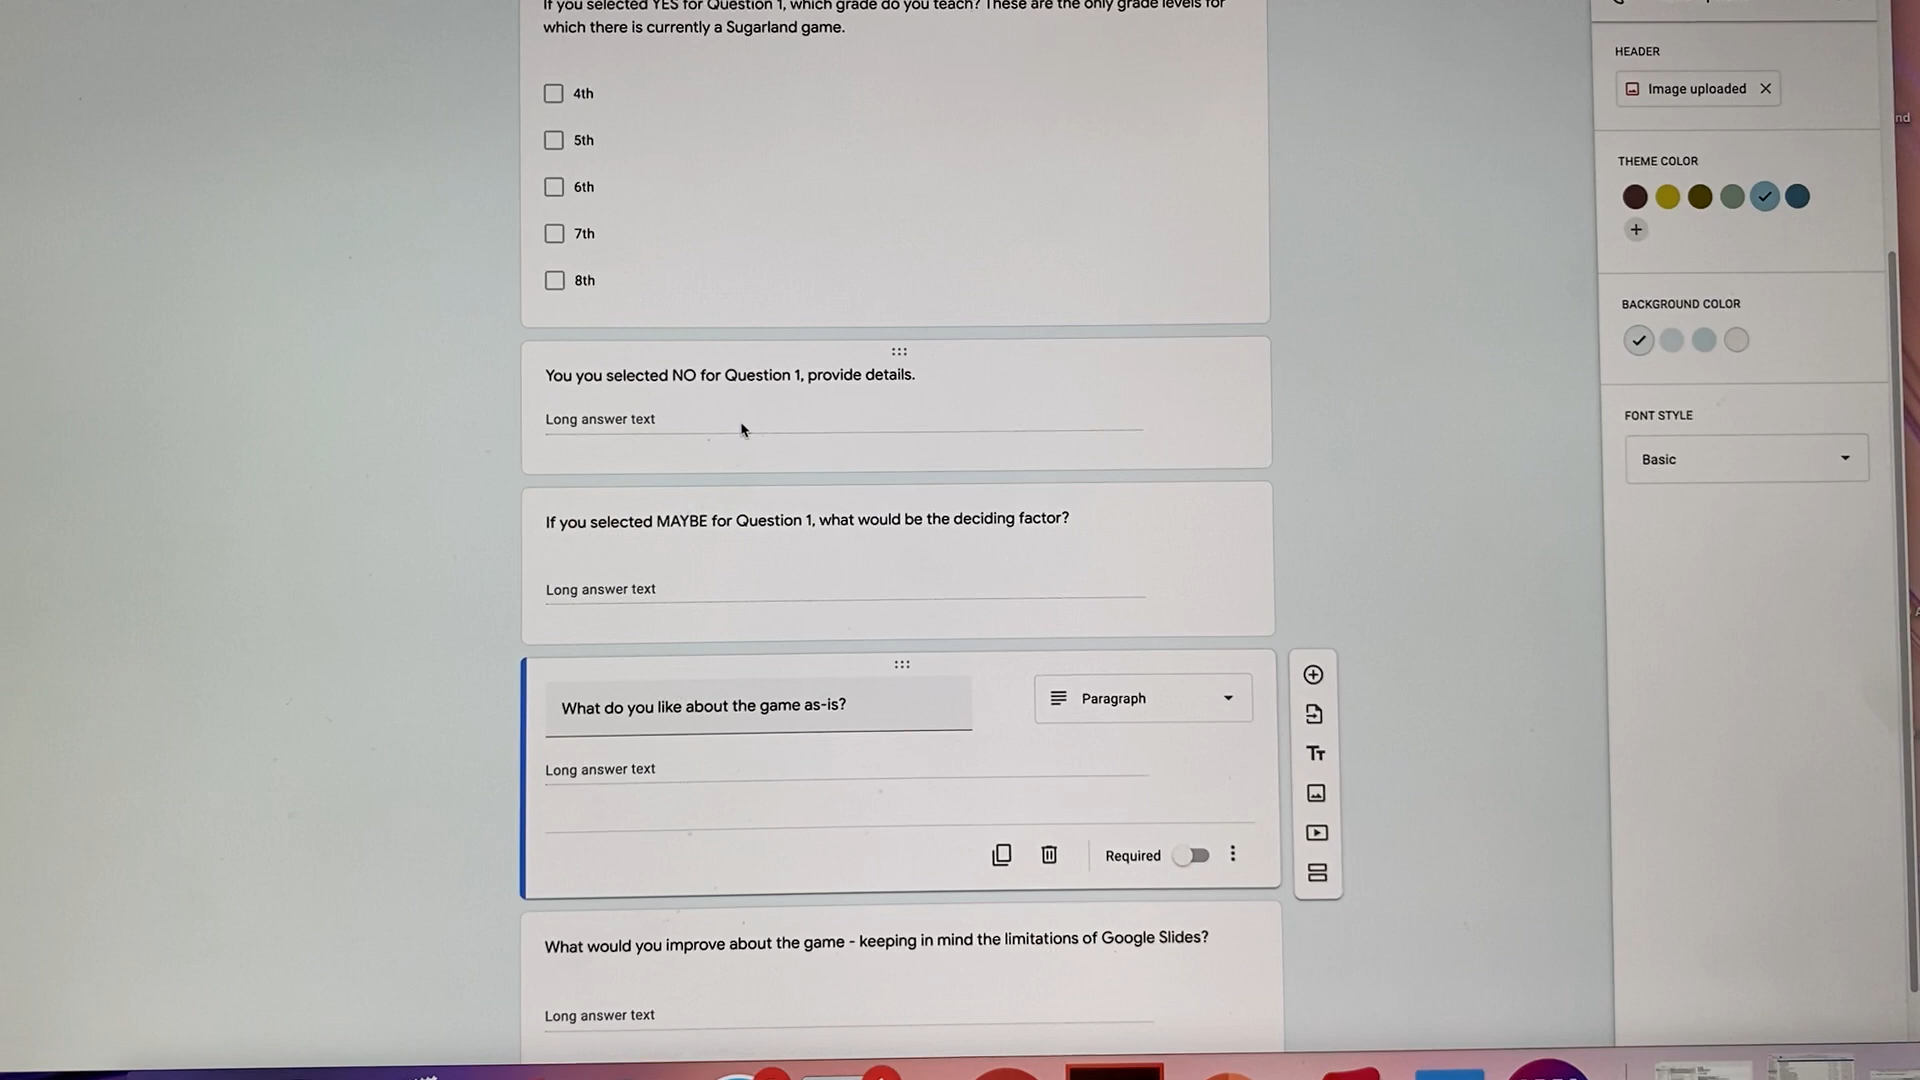 If you selected YES for Question 1, which grade do you teach? These are the only grade levels for
which there is currently a Sugarland game.
4th
5th
6th
7th
8th
You you selected NO for Question 1, provide details.
Long answer text
If you selected MAYBE for Question 1, what would be the deciding factor?
Long answer text
What do you like about the game as-is?
Paragraph
Long answer text
Required
What would you improve about the game - keeping in mind the limitations of Google Slides?
Long answer text
HEADER
Image uploaded
THEME COLOR
BACKGROUND COLOR
FONT STYLE
Basic
Tт
nd